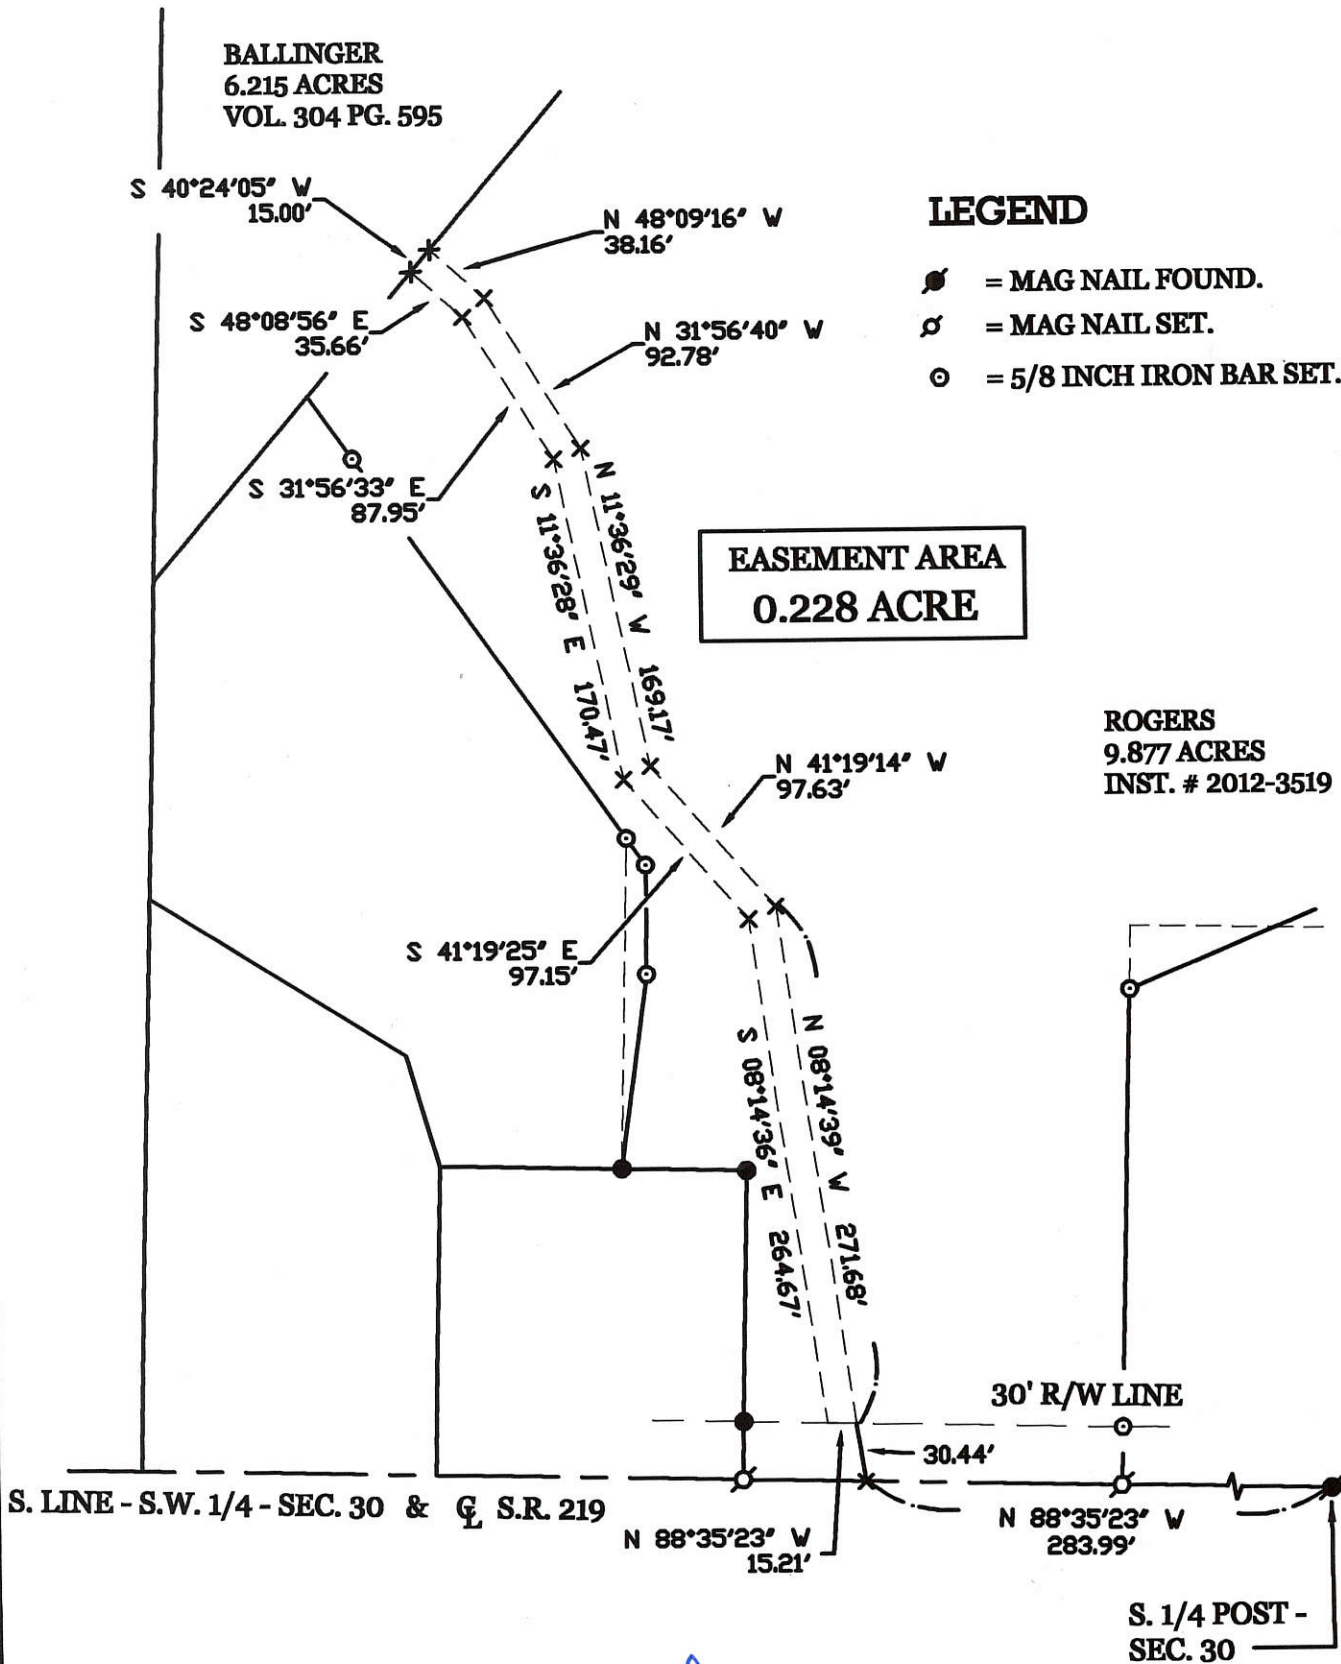 BALLINGER
6.215 ACRES
VOL. 304 PG. 595
S 40°24'05" W
15.00'
N 48°09'16" W
38.16'
LEGEND
= MAG NAIL FOUND.
= MAG NAIL SET.
= 5/8 INCH IRON BAR SET.
S 48°08'56" E
35.66'
N 31°56'40" W
92.78'
S 31°56'33" E
87.95'
N 11°36'29" W 169.17'
S 11°36'28" E 170.47'
EASEMENT AREA
0.228 ACRE
ROGERS
9.877 ACRES
INST. # 2012-3519
N 41°19'14" W
97.63'
S 41°19'25" E
97.15'
N 08°14'39" W 271.68'
S 08°14'36" E 264.67'
30' R/W LINE
30.44'
S. LINE - S.W. 1/4 - SEC. 30 & ℄ S.R. 219
N 88°35'23" W
15.21'
N 88°35'23" W
283.99'
S. 1/4 POST -
SEC. 30